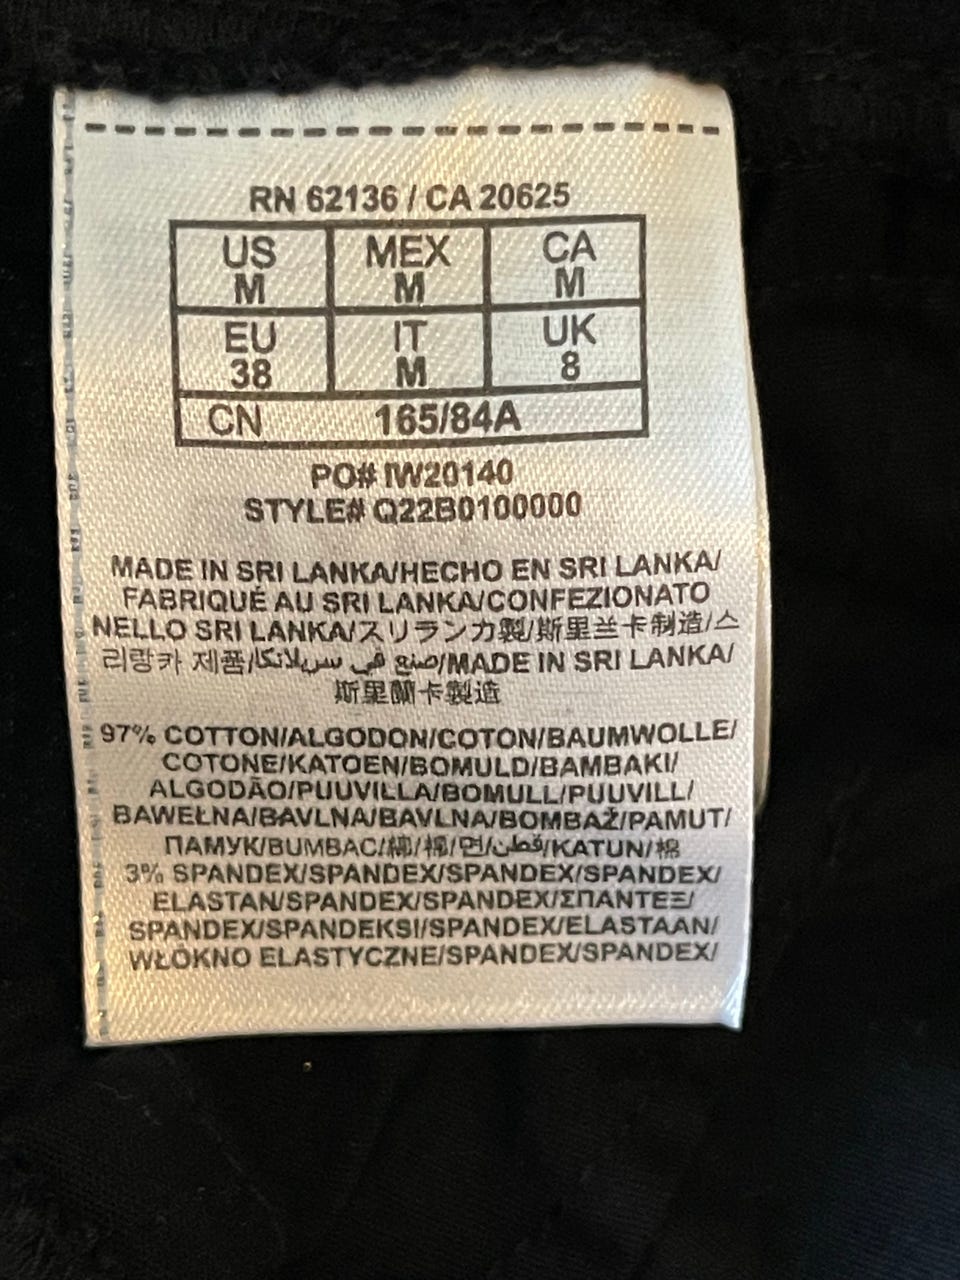 RN 62136 / CA 20625
US MEX CA
M M M
EU IT UK
38 M 8
CN 165/84A
PO# IW20140
STYLE# Q22B0100000
MADE IN SRI LANKA/HECHO EN SRI LANKA/
FABRIQUÉ AU SRI LANKA/CONFEZIONATO
NELLO SRI LANKA/スリランカ製/斯里兰卡制造/스
리랑카 제품/صنع في سريلانكا/MADE IN SRI LANKA/
斯里蘭卡製造
97% COTTON/ALGODON/COTON/BAUMWOLLE/
COTONE/KATOEN/BOMULD/BAMBAKI/
ALGODÃO/PUUVILLA/BOMULL/PUUVILL/
BAWEŁNA/BAVLNA/BAVLNA/BOMBAŽ/PAMUT/
ПАМУК/BUMBAC/綿/棉/면/قطن/KATUN/棉
3% SPANDEX/SPANDEX/SPANDEX/SPANDEX/
ELASTAN/SPANDEX/SPANDEX/ΣΠΑΝΤΕΞ/
SPANDEX/SPANDEKSI/SPANDEX/ELASTAAN/
WŁÓKNO ELASTYCZNE/SPANDEX/SPANDEX/